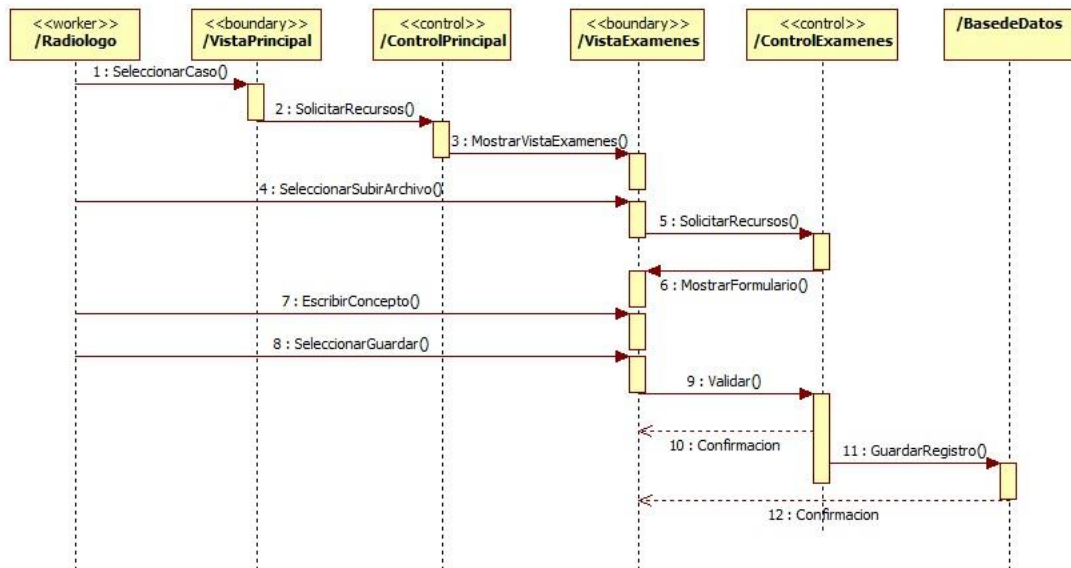 <<worker>>
/Radiologo
<<boundary>>
/VistaPrincipal
<<control>>
/ControlPrincipal
<<boundary>>
/VistaExamenes
<<control>>
/ControlExamenes
/BasedeDatos
1 : SeleccionarCaso()
2 : SolicitarRecursos()
3 : MostrarVistaExamenes()
4 : SeleccionarSubirArchivo()
5 : SolicitarRecursos()
6 : MostrarFormulario()
7 : EscribirConcepto()
8 : SeleccionarGuardar()
9 : Validar()
10 : Confirmacion
11 : GuardarRegistro()
12 : Confirmacion